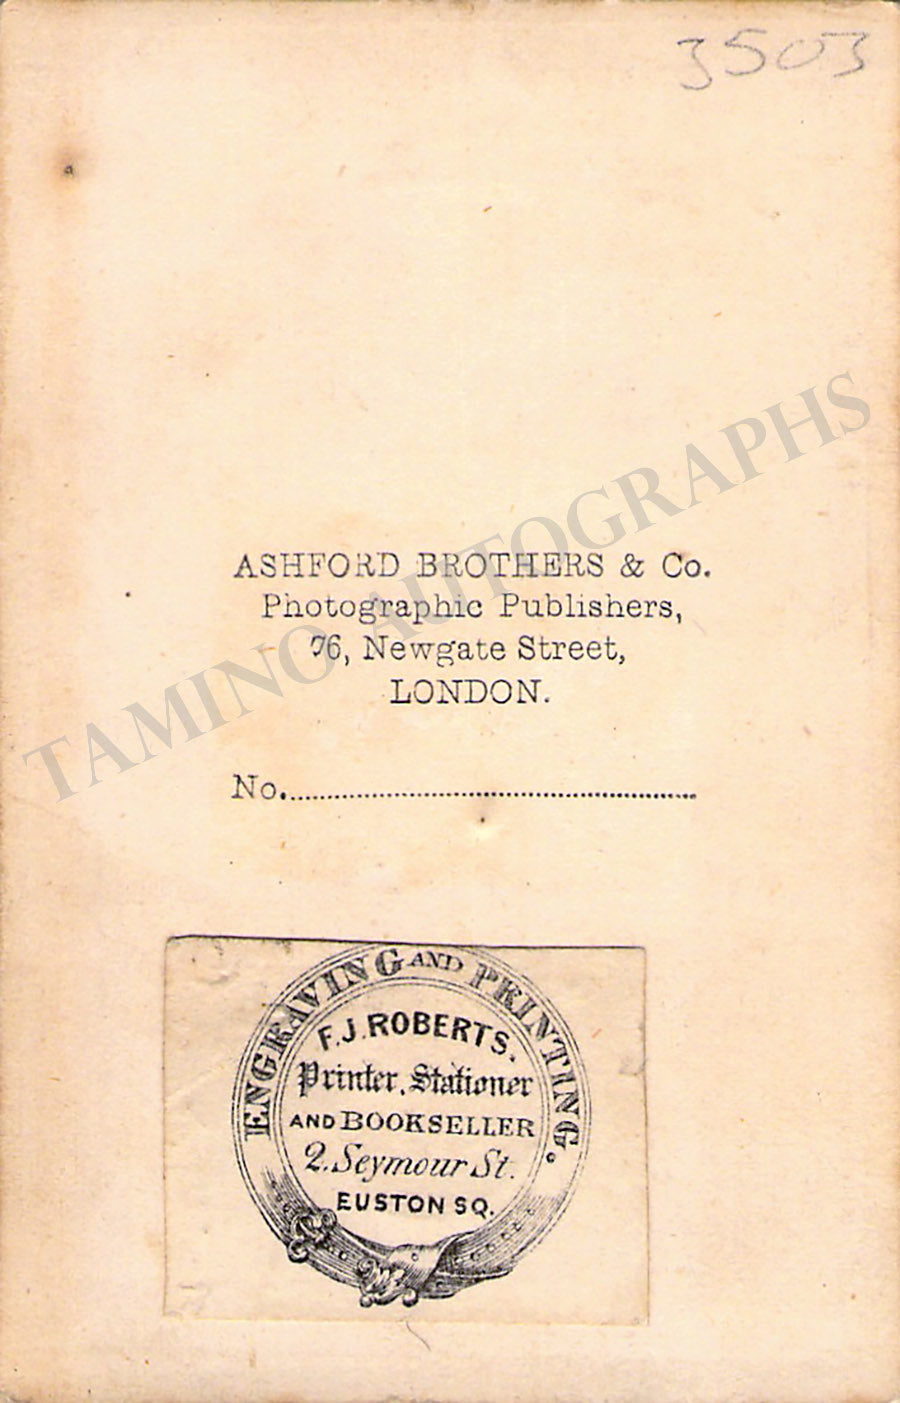 3503
ASHFORD BROTHERS & Co.
Photographic Publishers,
76, Newgate Street,
LONDON.
No.
TAMINO AUTOGRAPHS
ENGRAVING AND PRINTING.
F.J. ROBERTS.
Printer, Stationer
AND BOOKSELLER
2. Seymour St.
EUSTON SQ.